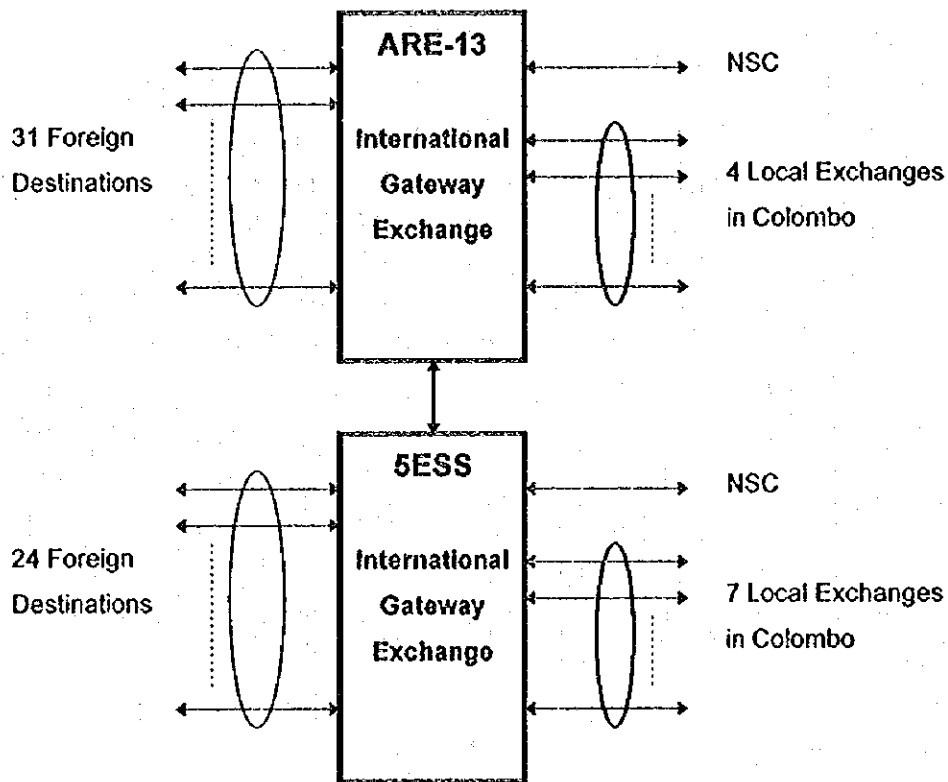 ARE-13
International
Gateway
Exchange
31 Foreign
Destinations
NSC
4 Local Exchanges
in Colombo
5ESS
International
Gateway
Exchange
24 Foreign
Destinations
NSC
7 Local Exchanges
in Colombo